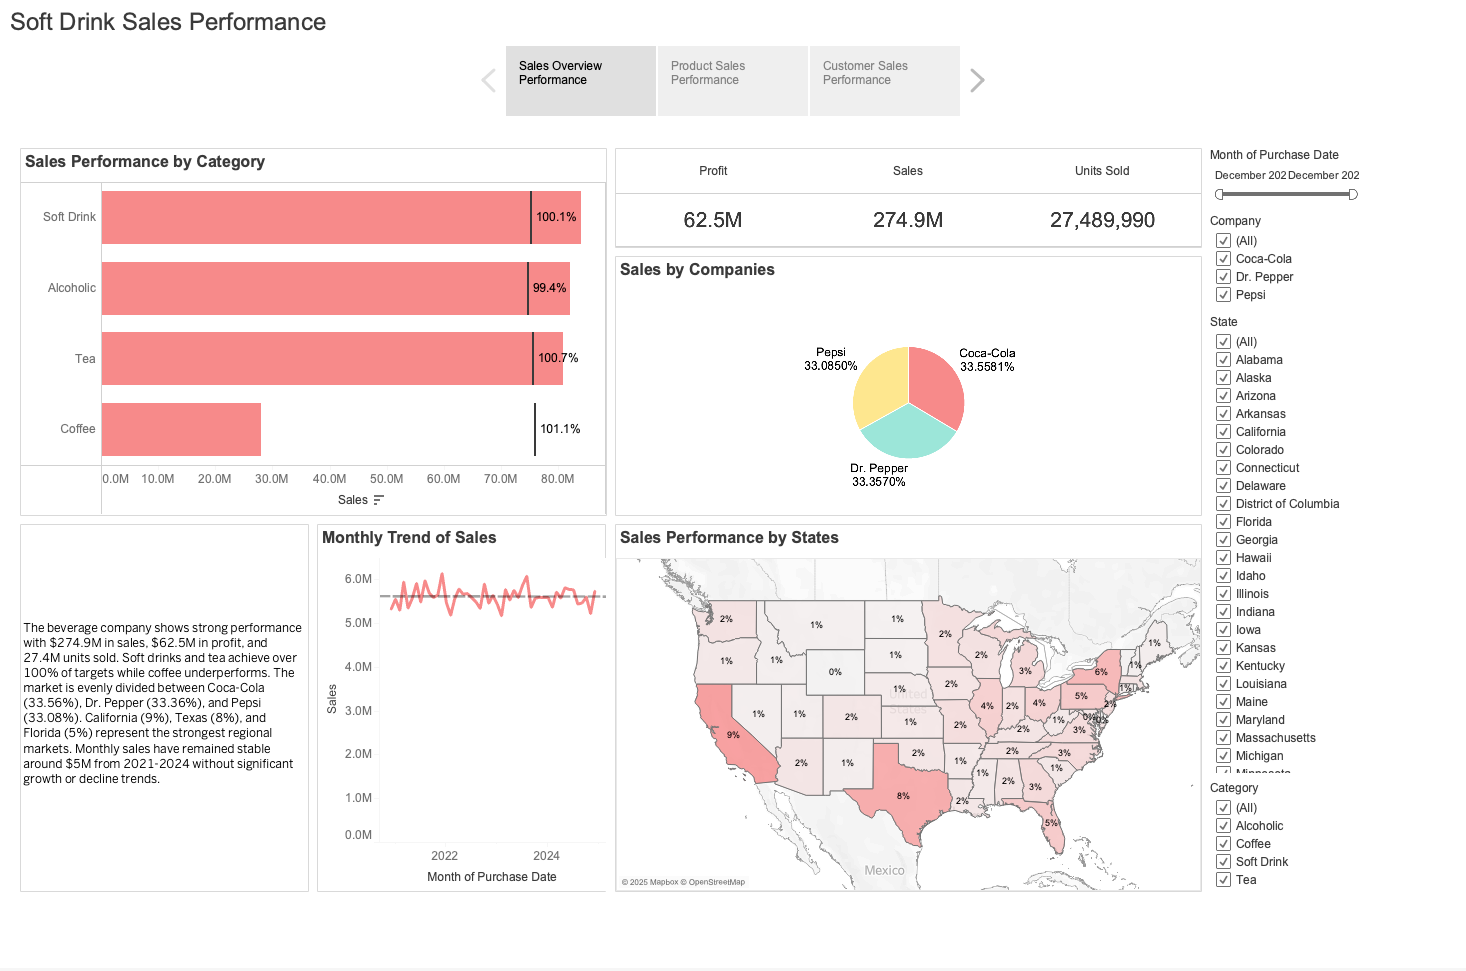 Soft Drink Sales Performance
Sales Overview
Performance
Product Sales
Performance
Customer Sales
Performance
Sales Performance by Category
Soft Drink
100.1%
Alcoholic
99.4%
Tea
100.7%
Coffee
101.1%
0.0M 10.0M 20.0M 30.0M 40.0M 50.0M 60.0M 70.0M 80.0M
Sales
Profit Sales Units Sold
62.5M 274.9M 27,489,990
Sales by Companies
Pepsi
33.0850%
Coca-Cola
33.5581%
Dr. Pepper
33.3570%
The beverage company shows strong performance
with $274.9M in sales, $62.5M in profit, and
27.4M units sold. Soft drinks and tea achieve over
100% of targets while coffee underperforms. The
market is evenly divided between Coca-Cola
(33.56%), Dr. Pepper (33.36%), and Pepsi
(33.08%). California (9%), Texas (8%), and
Florida (5%) represent the strongest regional
markets. Monthly sales have remained stable
around $5M from 2021-2024 without significant
growth or decline trends.
Monthly Trend of Sales
6.0M
5.0M
4.0M
3.0M
2.0M
1.0M
0.0M
Sales
2022 2024
Month of Purchase Date
Sales Performance by States
2% 1% 1% 2% 1%
1% 1% 0% 1% 2% 3% 6% 1%
1% 2% 5% 1% 2%
9% 1% 1% 2% 1% 2% 4% 2% 4% 1% 2% 3% 0% 0%
2% 1% 2% 1% 2% 3% 1%
8% 2% 1% 2% 3% 5%
United
States
Mexico
© 2025 Mapbox © OpenStreetMap
Month of Purchase Date
December 202 December 202
Company
(All)
Coca-Cola
Dr. Pepper
Pepsi
State
(All)
Alabama
Alaska
Arizona
Arkansas
California
Colorado
Connecticut
Delaware
District of Columbia
Florida
Georgia
Hawaii
Idaho
Illinois
Indiana
Iowa
Kansas
Kentucky
Louisiana
Maine
Maryland
Massachusetts
Michigan
Category
(All)
Alcoholic
Coffee
Soft Drink
Tea